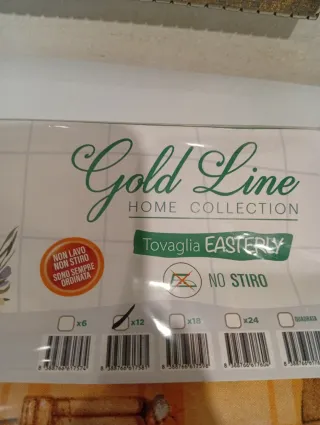 Gold Line
HOME COLLECTION
Tovaglia EASTERLY
NON LAVO
NON STIRO
SONO SEMPRE
ORDINATA
NO STIRO
x6
x12
x18
x24
QUADRATA